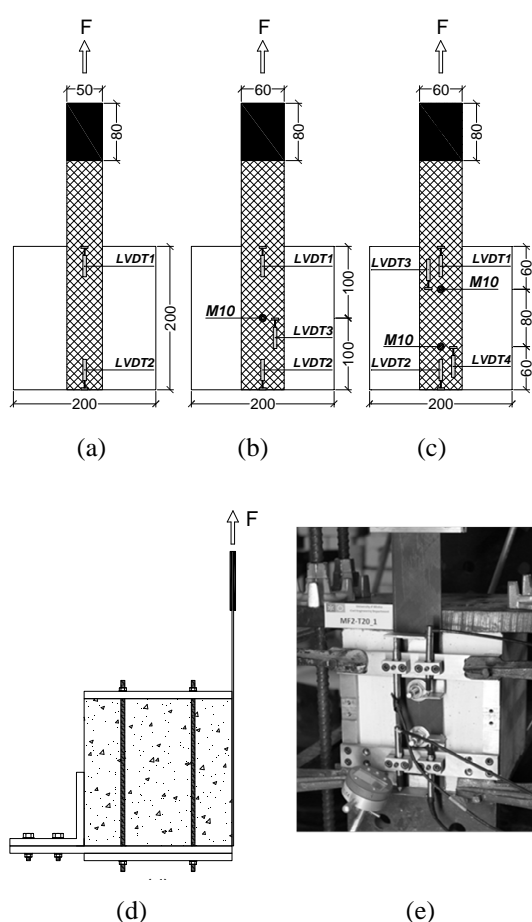 F
F
F
50
60
60
80
80
80
LVDT1
LVDT1
LVDT3
LVDT1
60
M10
100
M10
200
M10
LVDT3
80
100
LVDT2
LVDT2
LVDT2
LVDT4
60
200
200
200
(a)
(b)
(c)
F
MF2-T20_1
(d)
(e)